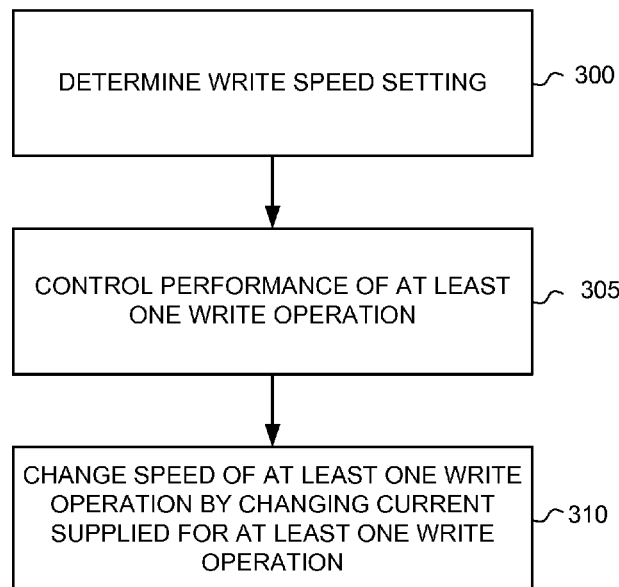 DETERMINE WRITE SPEED SETTING
300
CONTROL PERFORMANCE OF AT LEAST
ONE WRITE OPERATION
305
CHANGE SPEED OF AT LEAST ONE WRITE
OPERATION BY CHANGING CURRENT
SUPPLIED FOR AT LEAST ONE WRITE
OPERATION
310